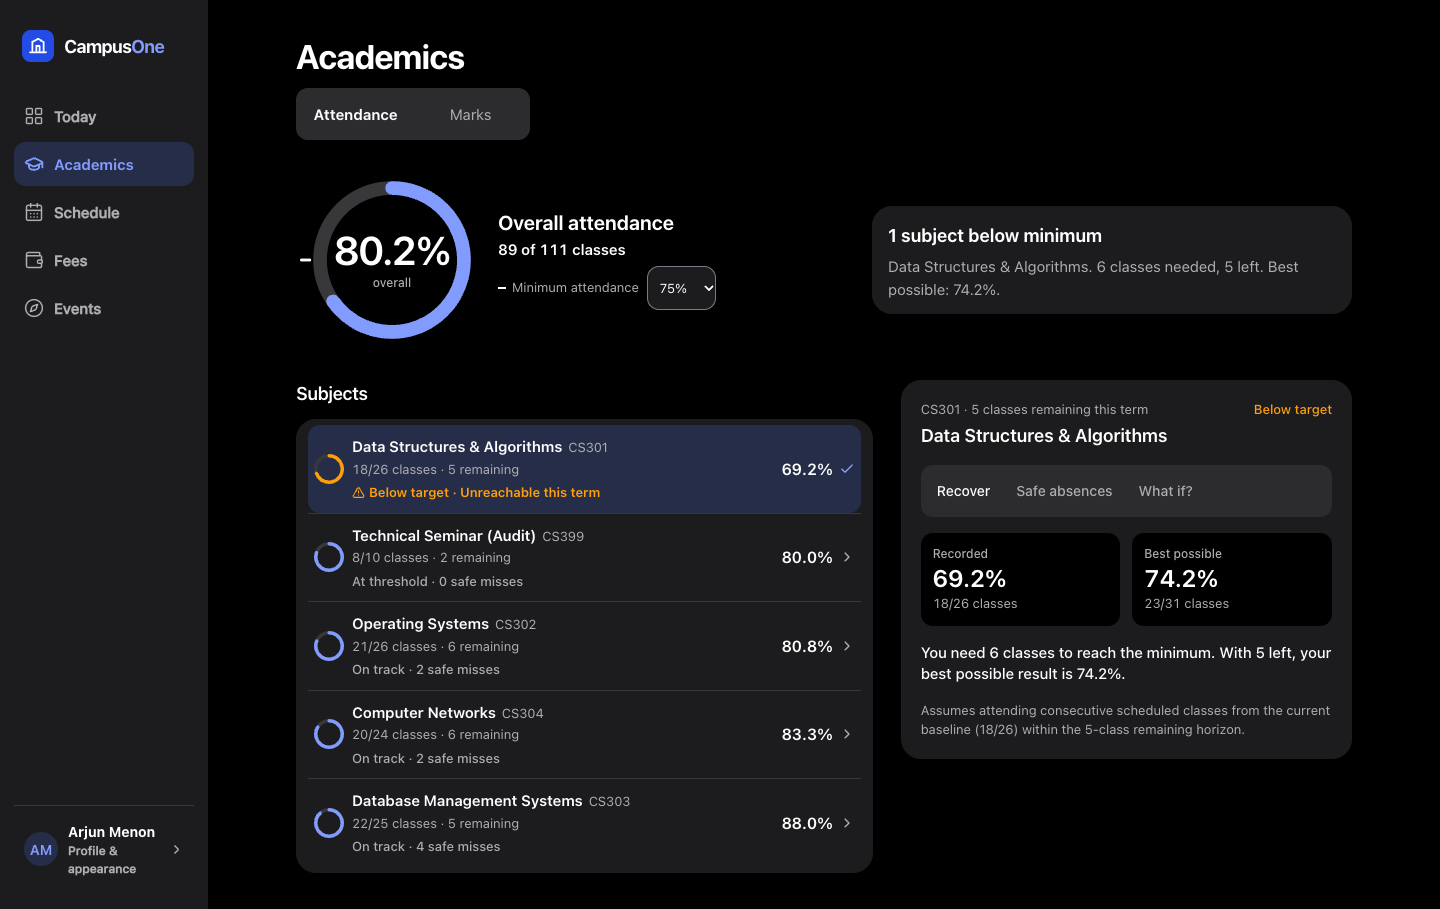 CampusOne
Today
Academics
Schedule
Fees
Events
Arjun Menon
Profile &
appearance
AM
Academics
Attendance
Marks
80.2%
overall
Overall attendance
89 of 111 classes
Minimum attendance
75%
1 subject below minimum
Data Structures & Algorithms. 6 classes needed, 5 left. Best
possible: 74.2%.
Subjects
Data Structures & Algorithms CS301
18/26 classes · 5 remaining
Below target · Unreachable this term
69.2%
Technical Seminar (Audit) CS399
8/10 classes · 2 remaining
At threshold · 0 safe misses
80.0%
Operating Systems CS302
21/26 classes · 6 remaining
On track · 2 safe misses
80.8%
Computer Networks CS304
20/24 classes · 6 remaining
On track · 2 safe misses
83.3%
Database Management Systems CS303
22/25 classes · 5 remaining
On track · 4 safe misses
88.0%
CS301 · 5 classes remaining this term
Below target
Data Structures & Algorithms
Recover
Safe absences
What if?
Recorded
69.2%
18/26 classes
Best possible
74.2%
23/31 classes
You need 6 classes to reach the minimum. With 5 left, your
best possible result is 74.2%.
Assumes attending consecutive scheduled classes from the current
baseline (18/26) within the 5-class remaining horizon.